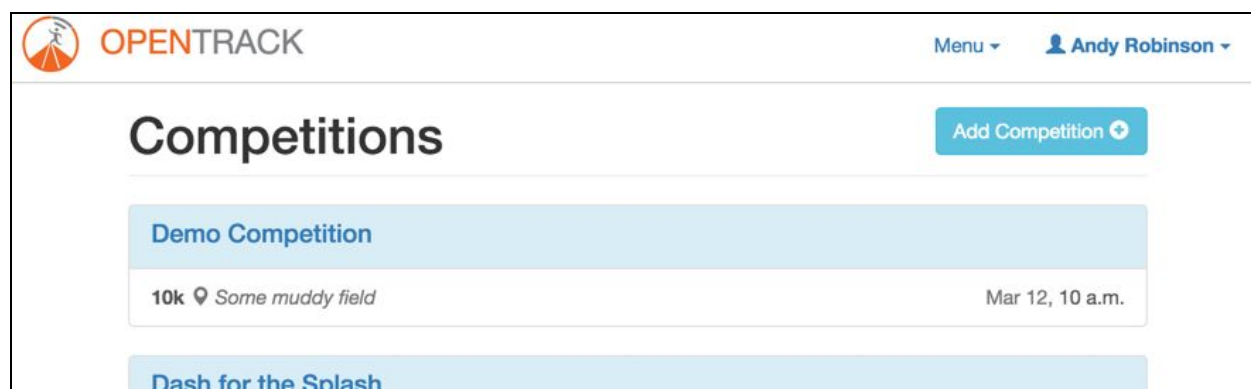 OPENTRACK
Menu
Andy Robinson
Competitions
Add Competition
Demo Competition
10k Some muddy field
Mar 12, 10 a.m.
Dash for the Splash